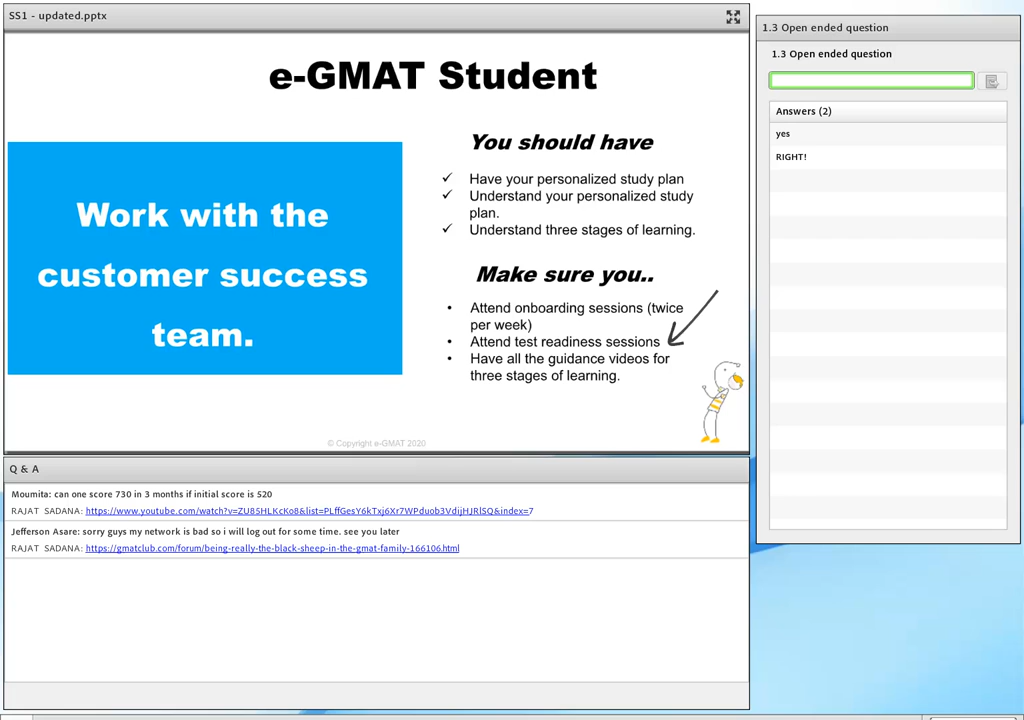 SS1 - updated.pptx
e-GMAT Student
Work with the
customer success
team.
You should have
✓ Have your personalized study plan
✓ Understand your personalized study
plan.
✓ Understand three stages of learning.
Make sure you..
• Attend onboarding sessions (twice
per week)
• Attend test readiness sessions
• Have all the guidance videos for
three stages of learning.
© Copyright e-GMAT 2020
Q & A
Moumita: can one score 730 in 3 months if initial score is 520
RAJAT SADANA: https://www.youtube.com/watch?v=ZU85HLKcKo8&list=PLffGesY6kTxj6Xr7WPduob3VdijHJRlSQ&index=7
Jefferson Asare: sorry guys my network is bad so i will log out for some time. see you later
RAJAT SADANA: https://gmatclub.com/forum/being-really-the-black-sheep-in-the-gmat-family-166106.html
1.3 Open ended question
1.3 Open ended question
Answers (2)
yes
RIGHT!